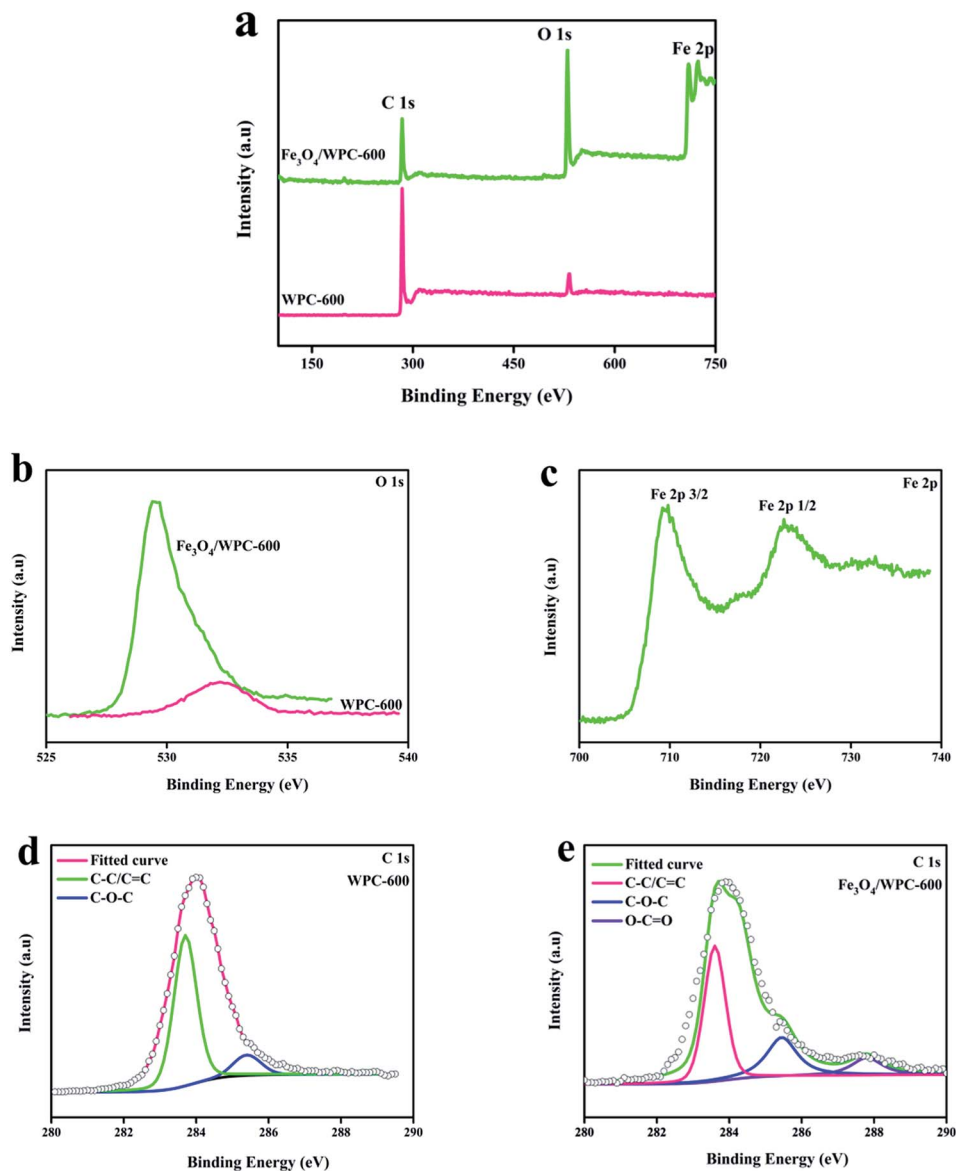 a
O 1s
Fe 2p
C 1s
Fe₃O₄/WPC-600
WPC-600
Intensity (a.u)
150 300 450 600 750
Binding Energy (eV)
b
O 1s
Fe₃O₄/WPC-600
WPC-600
Intensity (a.u)
525 530 535 540
Binding Energy (eV)
c
Fe 2p
Fe 2p 3/2
Fe 2p 1/2
Intensity (a.u)
700 710 720 730 740
Binding Energy (eV)
d
Fitted curve
C-C/C=C
C-O-C
C 1s
WPC-600
Intensity (a.u)
280 282 284 286 288 290
Binding Energy (eV)
e
Fitted curve
C-C/C=C
C-O-C
O-C=O
C 1s
Fe₃O₄/WPC-600
Intensity (a.u)
280 282 284 286 288 290
Binding Energy (eV)